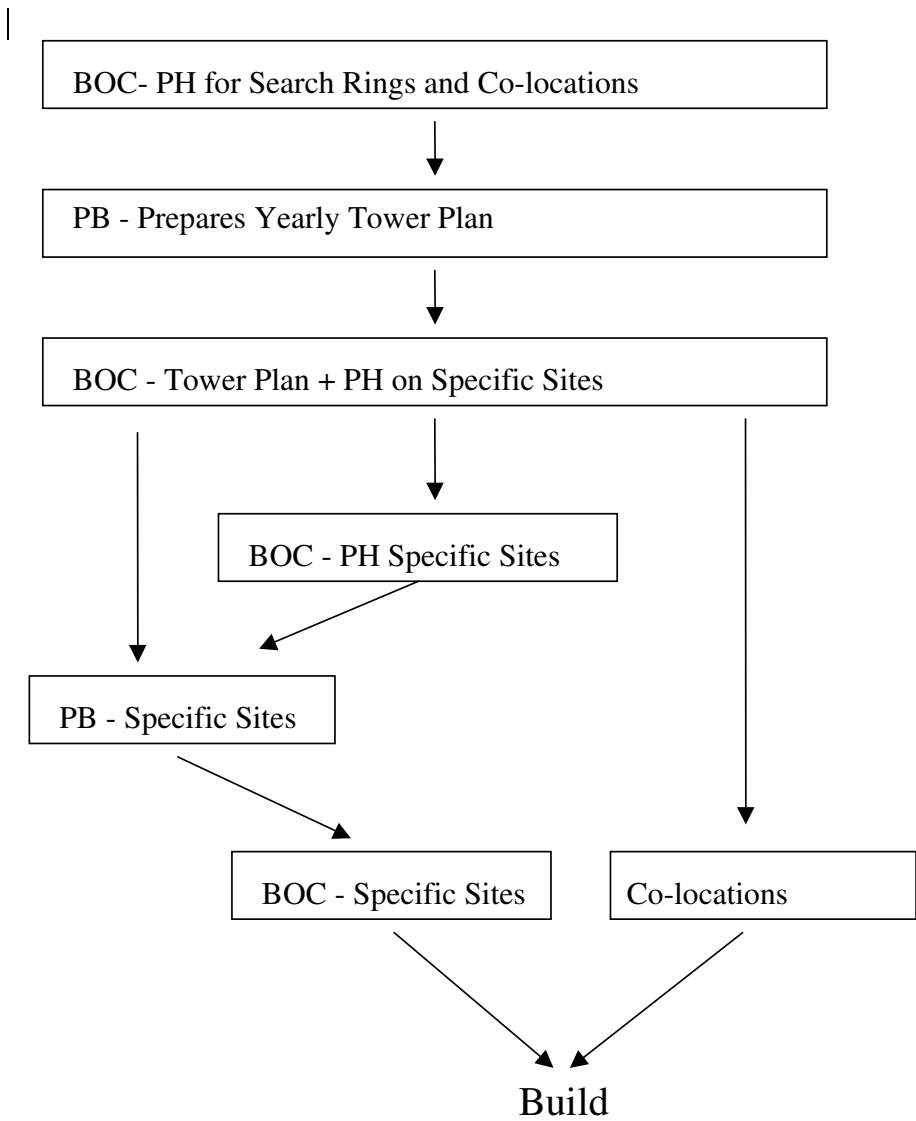 BOC- PH for Search Rings and Co-locations
PB - Prepares Yearly Tower Plan
BOC - Tower Plan + PH on Specific Sites
BOC - PH Specific Sites
PB - Specific Sites
BOC - Specific Sites
Co-locations
Build